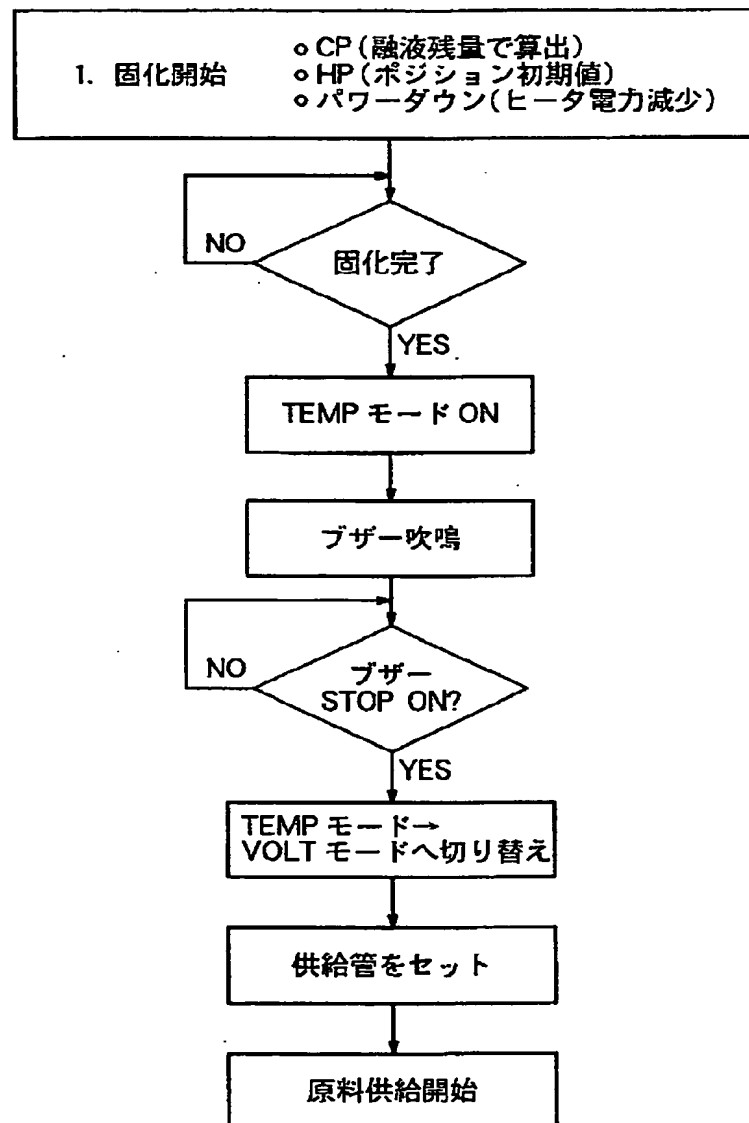 1. 固化開始
○ CP(融液残量で算出)
○ HP(ポジション初期値)
○ パワーダウン(ヒータ電力減少)
NO
固化完了
YES
TEMP モード ON
ブザー吹鳴
NO
ブザー
STOP ON?
YES
TEMP モード→
VOLT モードへ切り替え
供給管をセット
原料供給開始